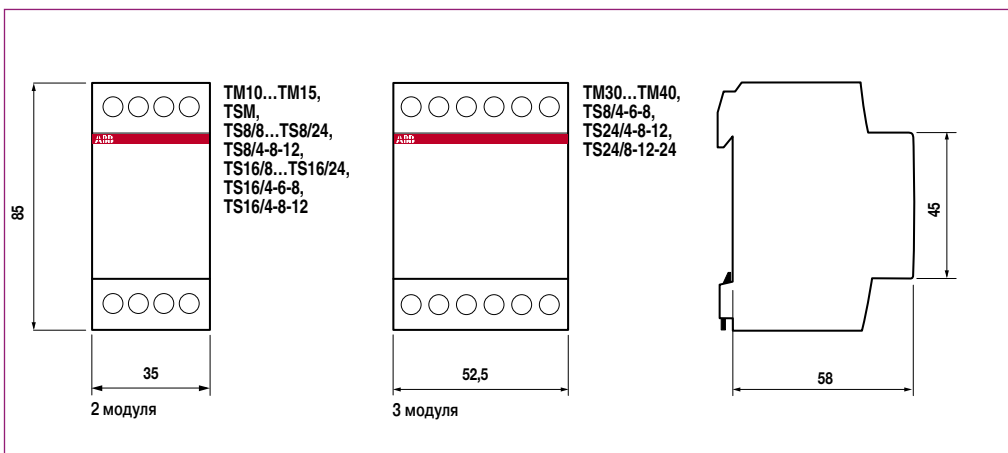 TM10...TM15,
TSM,
TS8/8...TS8/24,
TS8/4-8-12,
TS16/8...TS16/24,
TS16/4-6-8,
TS16/4-8-12
ABB
85
35
2 модуля
TM30...TM40,
TS8/4-6-8,
TS24/4-8-12,
TS24/8-12-24
ABB
52,5
3 модуля
45
58